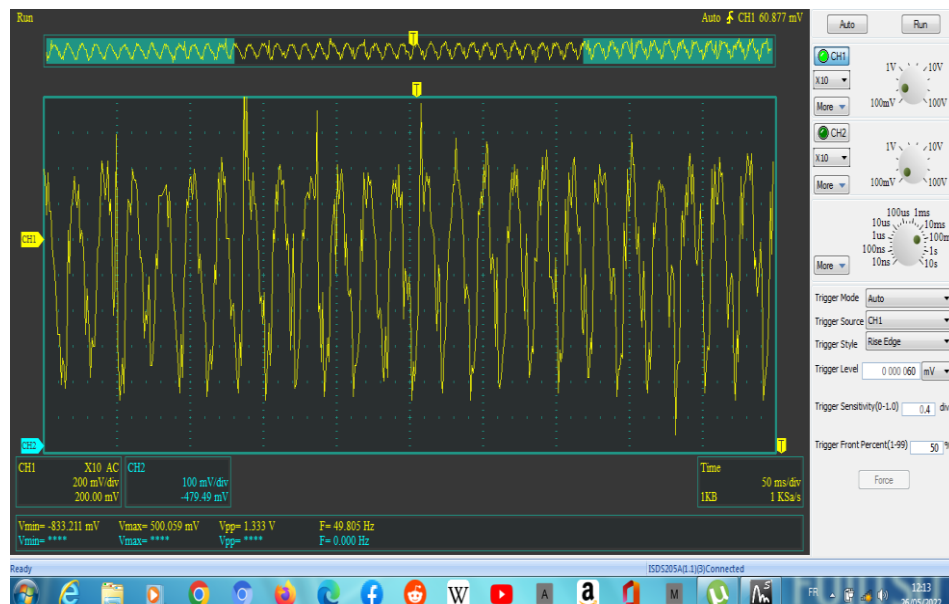 Run
Auto CH1 60.877 mV
T
T
CH1
CH2
T
CH1 X10 AC
200 mV/div
200.00 mV
CH2
100 mV/div
-479.49 mV
Time
50 ms/div
1KB 1 KSa/s
Vmin= -833.211 mV Vmax= 500.059 mV Vpp= 1.333 V F= 49.805 Hz
Vmin= **** Vmax= **** Vpp= **** F= 0.000 Hz
Auto Run
CH1
X10
More
1V 10V
100mV 100V
CH2
X10
More
1V 10V
100mV 100V
100us 1ms
10us 10ms
1us 100m
100ns 1s
10ns 10s
More
Trigger Mode Auto
Trigger Source CH1
Trigger Style Rise Edge
Trigger Level 0 000 060 mV
Trigger Sensitivity(0-1.0) 0.4 div
Trigger Front Percent(1-99) 50 %
Force
Ready
ISDS205A(1.1)(3)Connected
W
A
a
M
FR
12:13
26/05/2022